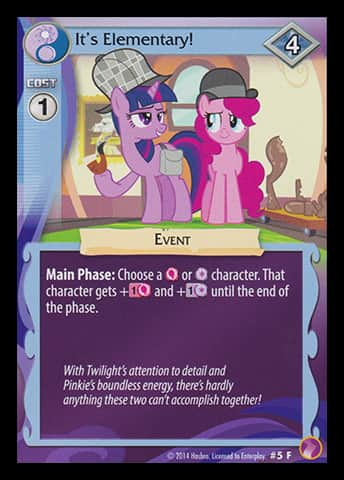 It's Elementary!
4
COST
1
EVENT
Main Phase: Choose a or character. That
character gets +1 and +1 until the end of
the phase.
With Twilight's attention to detail and
Pinkie's boundless energy, there's hardly
anything these two can't accomplish together!
© 2014 Hasbro. Licensed to Enterplay. #5 F